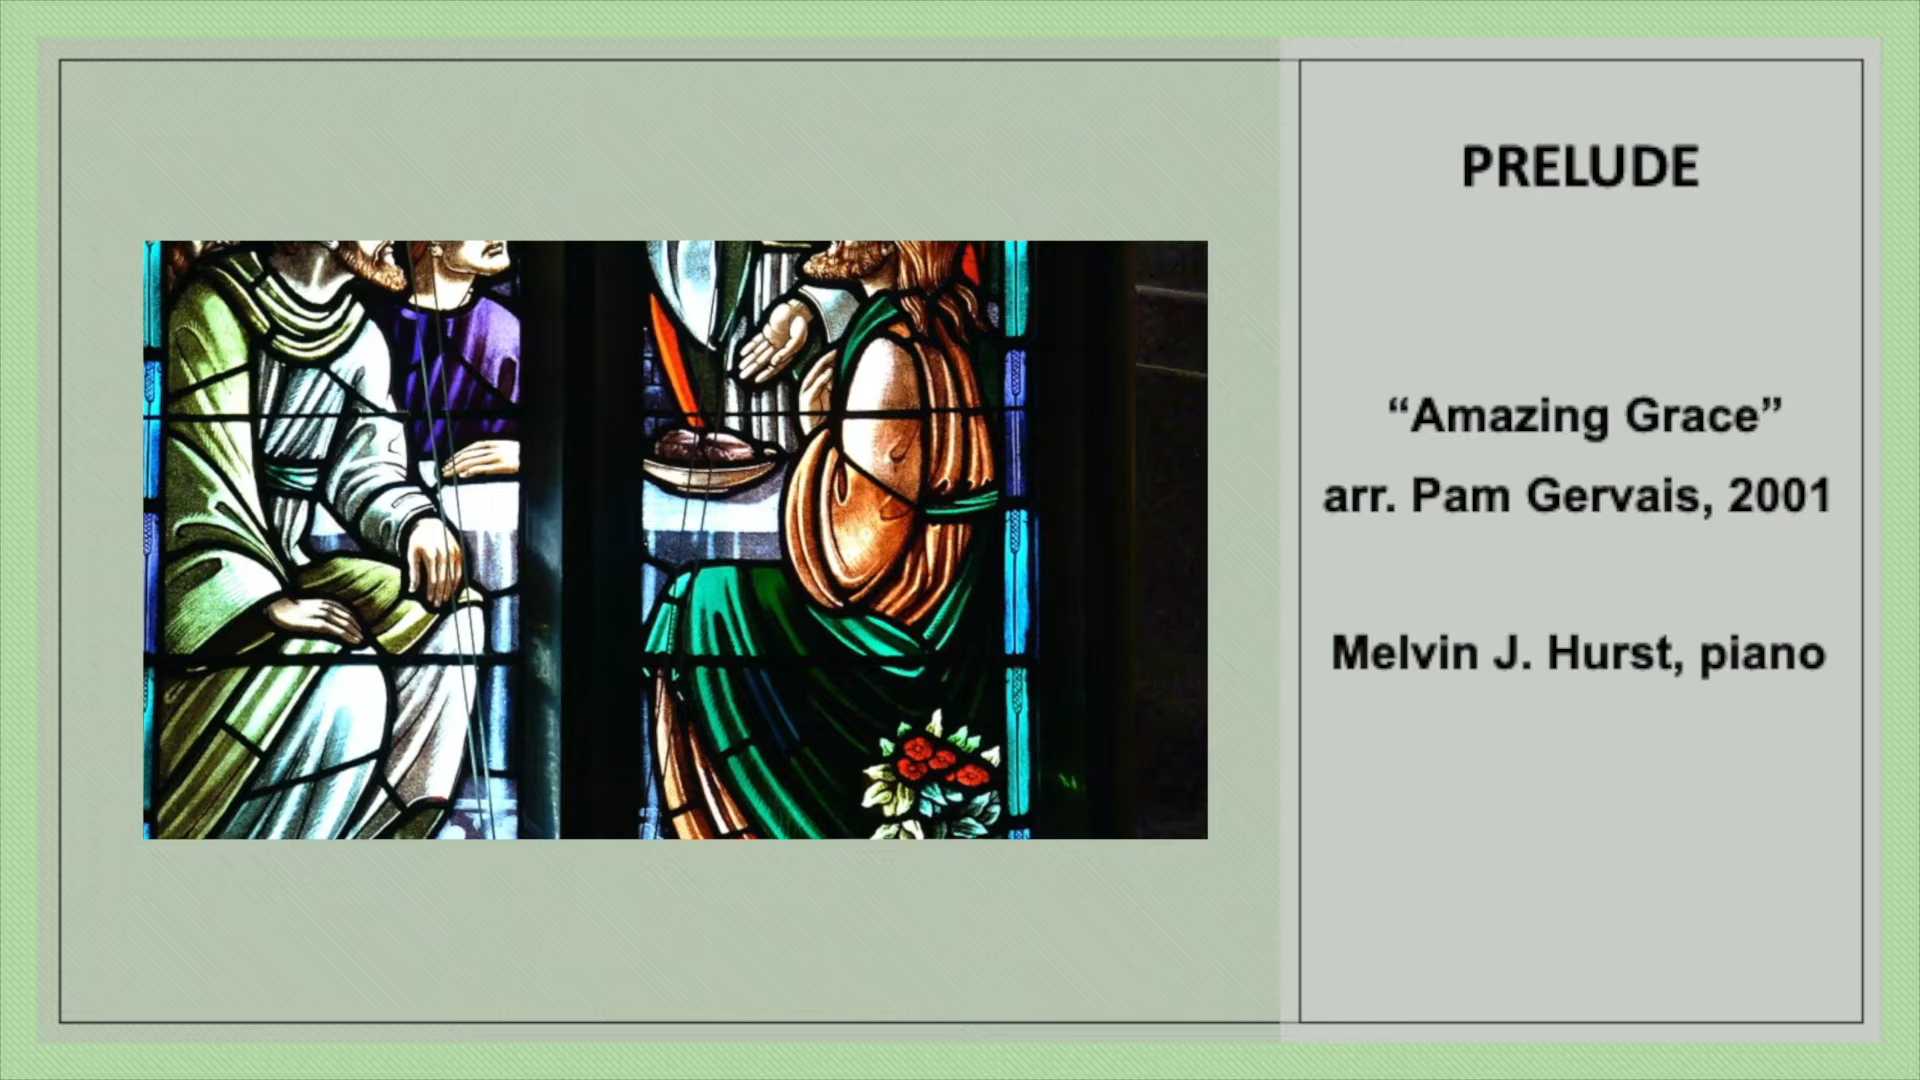 PRELUDE
“Amazing Grace”
arr. Pam Gervais, 2001
Melvin J. Hurst, piano